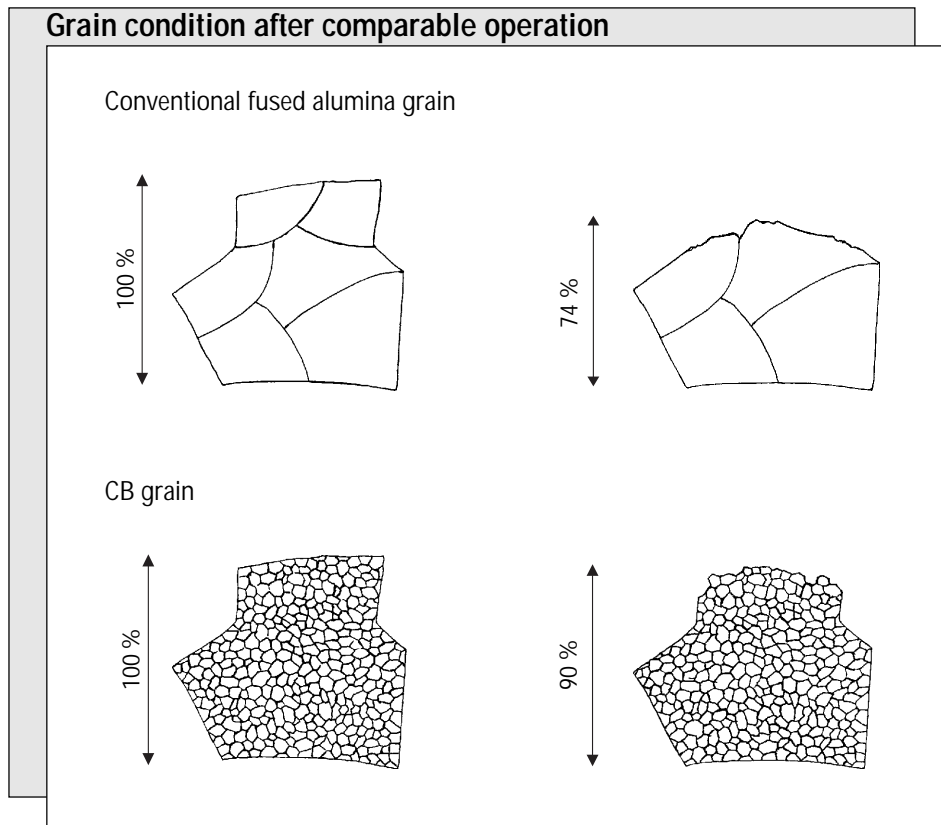 Grain condition after comparable operation
Conventional fused alumina grain
100 %
74 %
CB grain
100 %
90 %